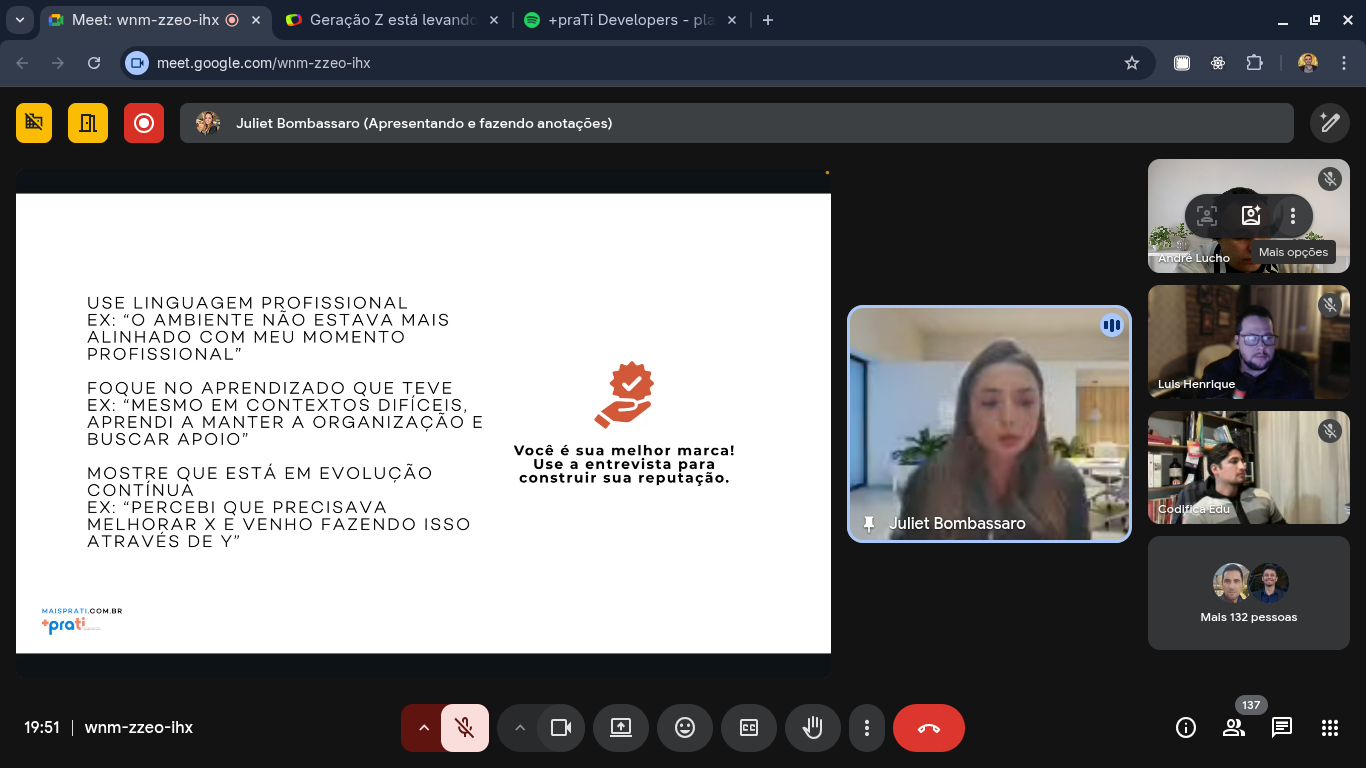 Meet: wnm-zzeo-ihx
Geração Z está levando
+praTi Developers - pla
meet.google.com/wnm-zzeo-ihx
Juliet Bombassaro (Apresentando e fazendo anotações)
USE LINGUAGEM PROFISSIONAL
EX: “O AMBIENTE NÃO ESTAVA MAIS
ALINHADO COM MEU MOMENTO
PROFISSIONAL”
FOQUE NO APRENDIZADO QUE TEVE
EX: “MESMO EM CONTEXTOS DIFÍCEIS,
APRENDI A MANTER A ORGANIZAÇÃO E
BUSCAR APOIO”
MOSTRE QUE ESTÁ EM EVOLUÇÃO
CONTÍNUA
EX: “PERCEBI QUE PRECISAVA
MELHORAR X E VENHO FAZENDO ISSO
ATRAVÉS DE Y”
Você é sua melhor marca!
Use a entrevista para
construir sua reputação.
MAISPRATI.COM.BR
+prati
Juliet Bombassaro
André Lucho
Mais opções
Luis Henrique
Codifica Edu
Mais 132 pessoas
19:51
wnm-zzeo-ihx
CC
137